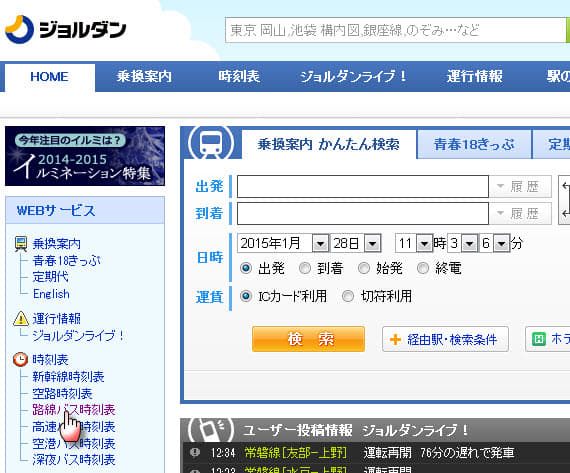 ジョルダン
東京 岡山,池袋 構内図,銀座線,のぞみ…など
HOME 乗換案内 時刻表 ジョルダンライブ! 運行情報 駅の
今年注目のイルミは?
2014-2015
イルミネーション特集
WEBサービス
乗換案内
青春18きっぷ
定期代
English
運行情報
ジョルダンライブ!
時刻表
新幹線時刻表
空路時刻表
路線バス時刻表
高速バス時刻表
空港バス時刻表
深夜バス時刻表
乗換案内 かんたん検索 青春18きっぷ 定期
出発 履歴
到着 履歴
日時 2015年1月 28日 11時3 6分
出発 到着 始発 終電
運賃 ICカード利用 切符利用
検 索 経由駅・検索条件 ホテ
ユーザー投稿情報 ジョルダンライブ!
12:34 常磐線[友部-上野] 運転再開 76分の遅れで発車
常磐線[水戸-上野] 運転再開